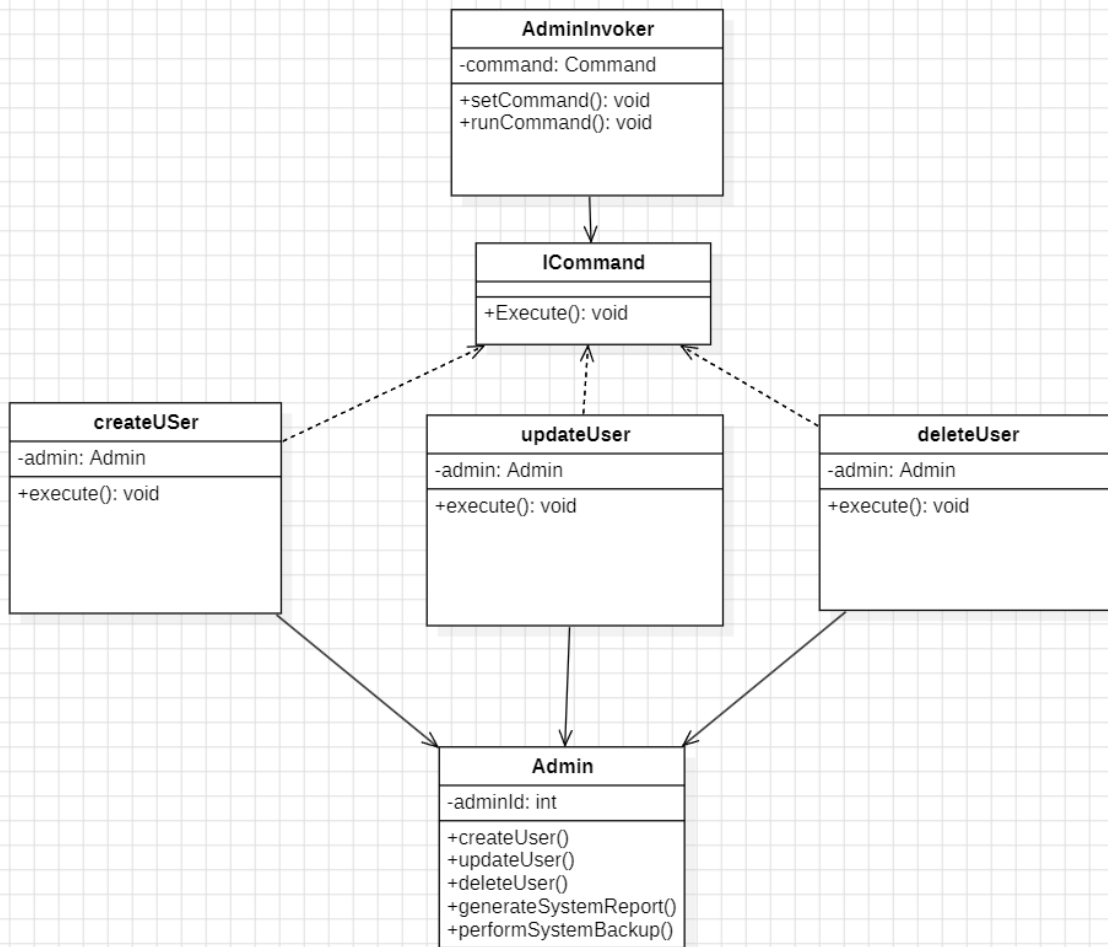 AdminInvoker
-command: Command
+setCommand(): void
+runCommand(): void
ICommand
+Execute(): void
createUSer
-admin: Admin
+execute(): void
updateUser
-admin: Admin
+execute(): void
deleteUser
-admin: Admin
+execute(): void
Admin
-adminId: int
+createUser()
+updateUser()
+deleteUser()
+generateSystemReport()
+performSystemBackup()